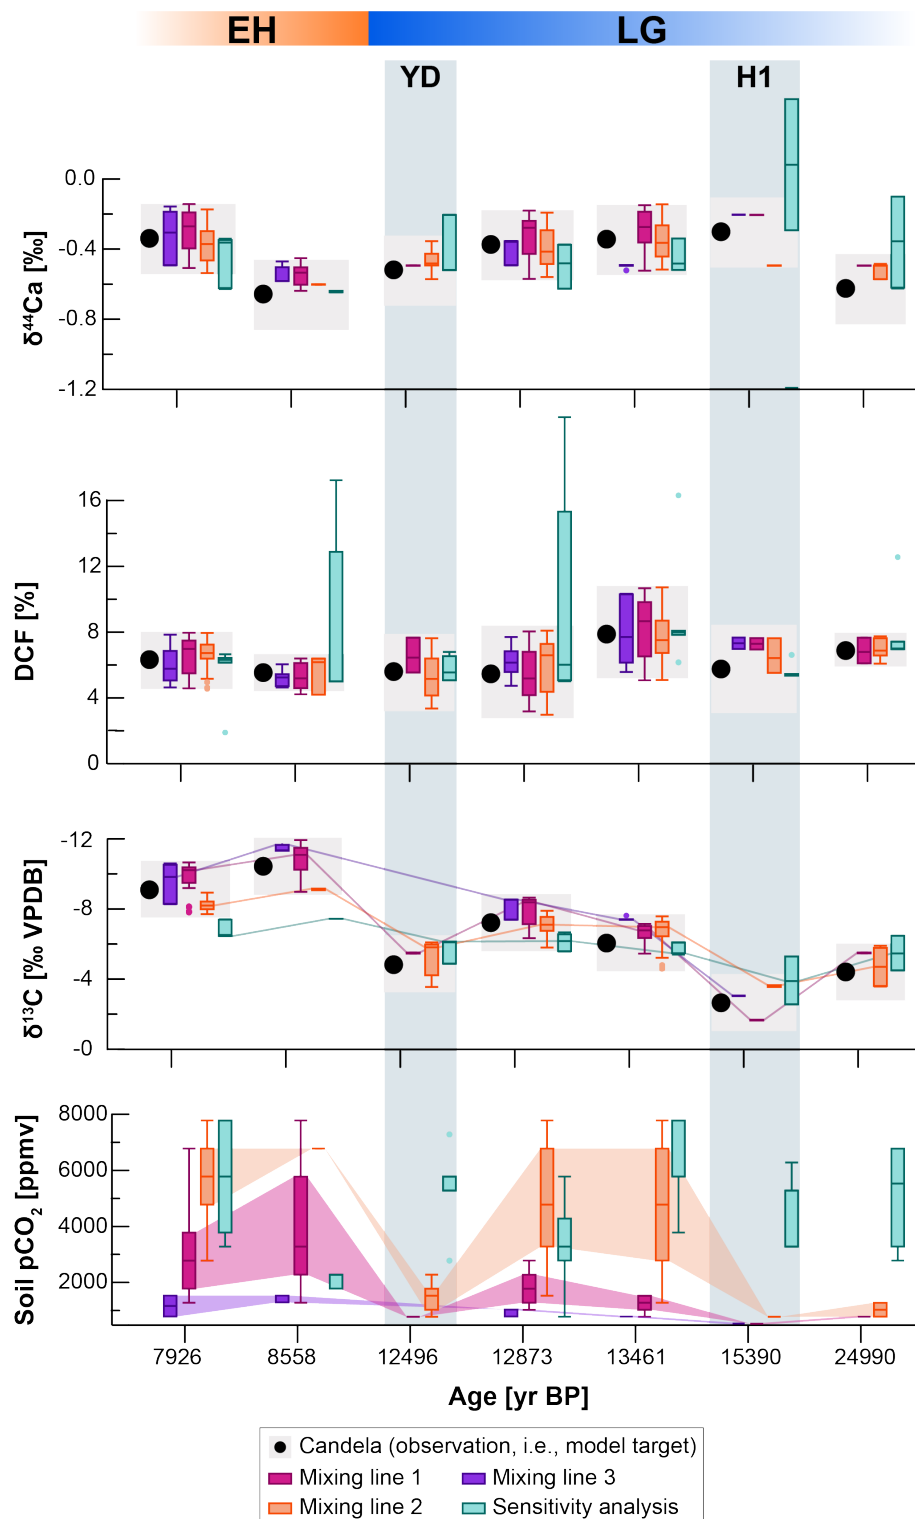 EH LG
YD H1
δ⁴⁴Ca [‰]
0.0
-0.4
-0.8
-1.2
DCF [%]
16
12
8
4
0
δ¹³C [‰ VPDB]
-12
-8
-4
-0
Soil pCO₂ [ppmv]
8000
6000
4000
2000
7926 8558 12496 12873 13461 15390 24990
Age [yr BP]
Candela (observation, i.e., model target)
Mixing line 1 Mixing line 3
Mixing line 2 Sensitivity analysis